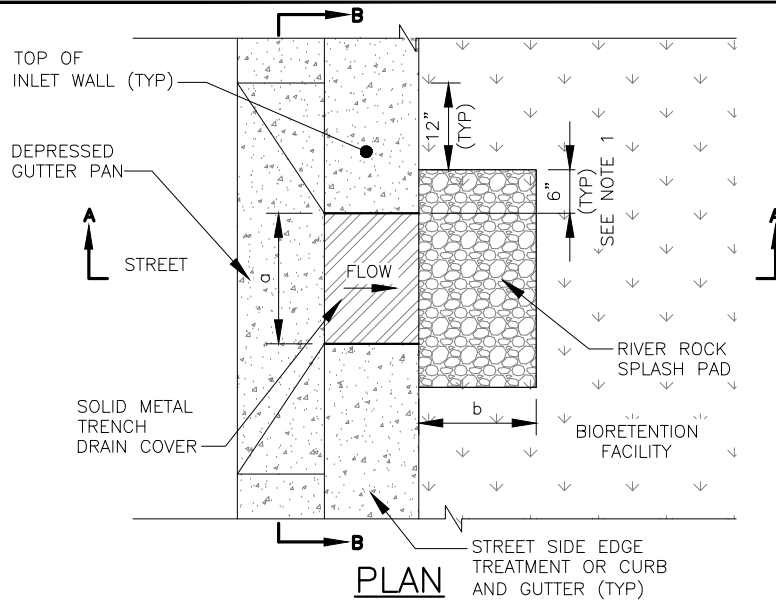 B
TOP OF
INLET WALL (TYP)
12"
(TYP)
DEPRESSED
GUTTER PAN
6"
(TYP)
SEE NOTE 1
A
A
STREET
a
FLOW
RIVER ROCK
SPLASH PAD
SOLID METAL
TRENCH
DRAIN COVER
b
BIORETENTION
FACILITY
B
STREET SIDE EDGE
TREATMENT OR CURB
AND GUTTER (TYP)
PLAN